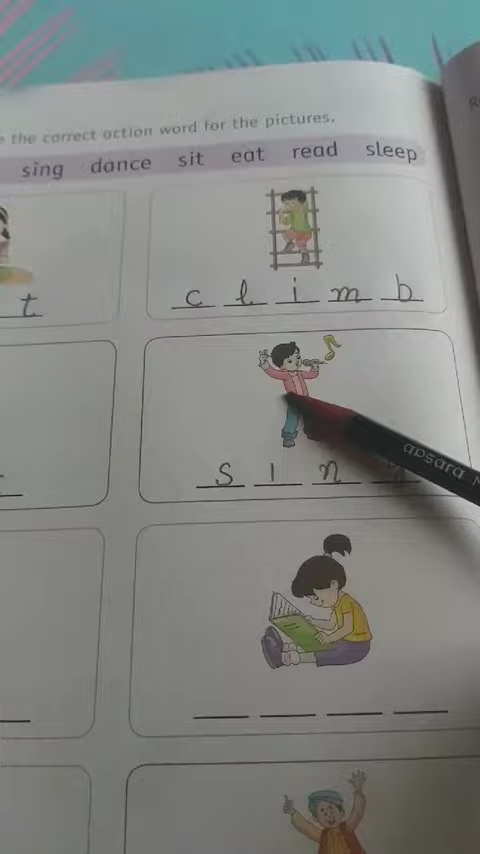 the correct action word for the pictures.
sing dance sit eat read sleep
t
c l i m b
s i n
apsara